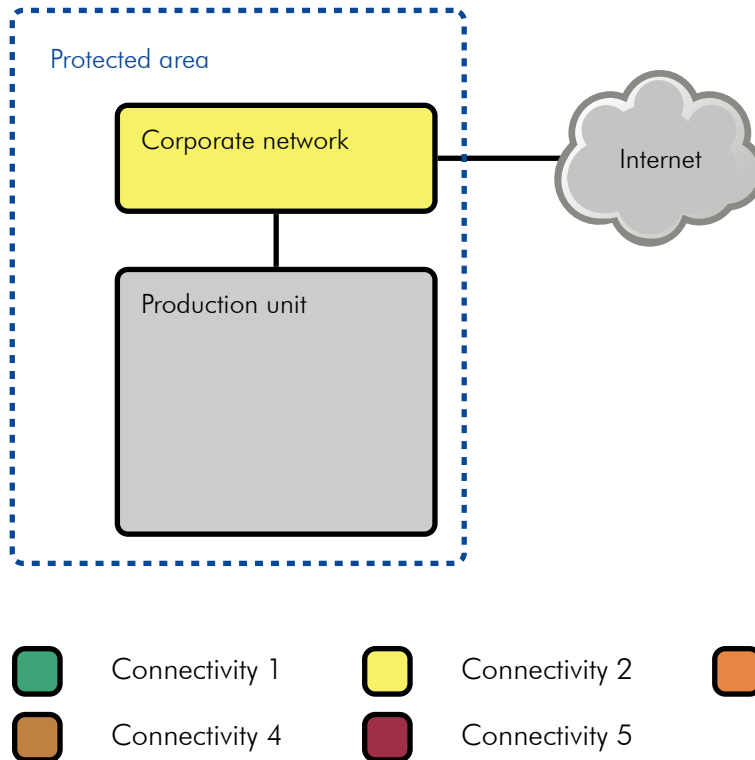 Protected area
Corporate network
Internet
Production unit
Connectivity 1
Connectivity 2
Connectivity 4
Connectivity 5